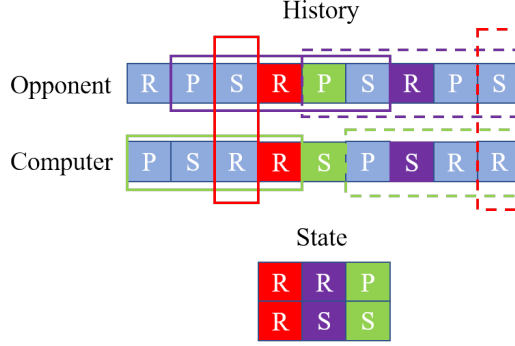 History
Opponent R P S R P S R P S
Computer P S R R S P S R R
State
R R P
R S S